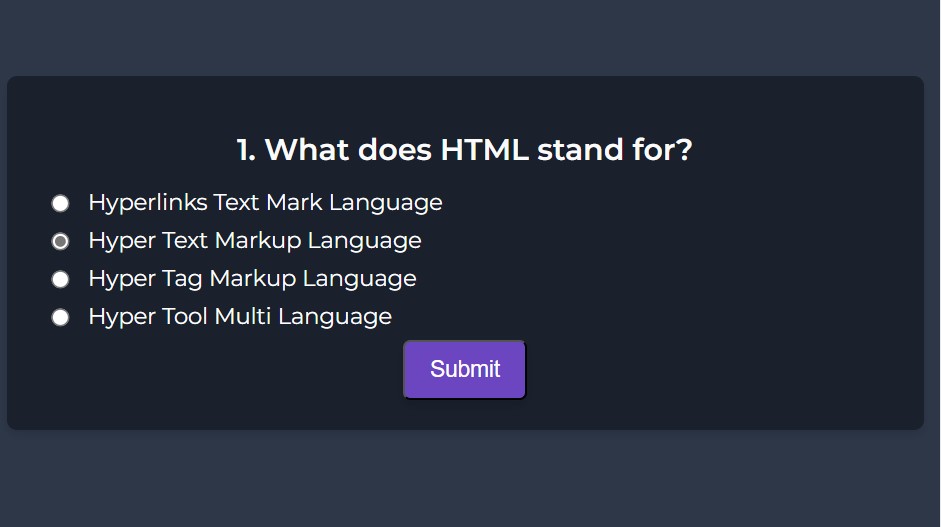 1. What does HTML stand for?
Hyperlinks Text Mark Language
Hyper Text Markup Language
Hyper Tag Markup Language
Hyper Tool Multi Language
Submit